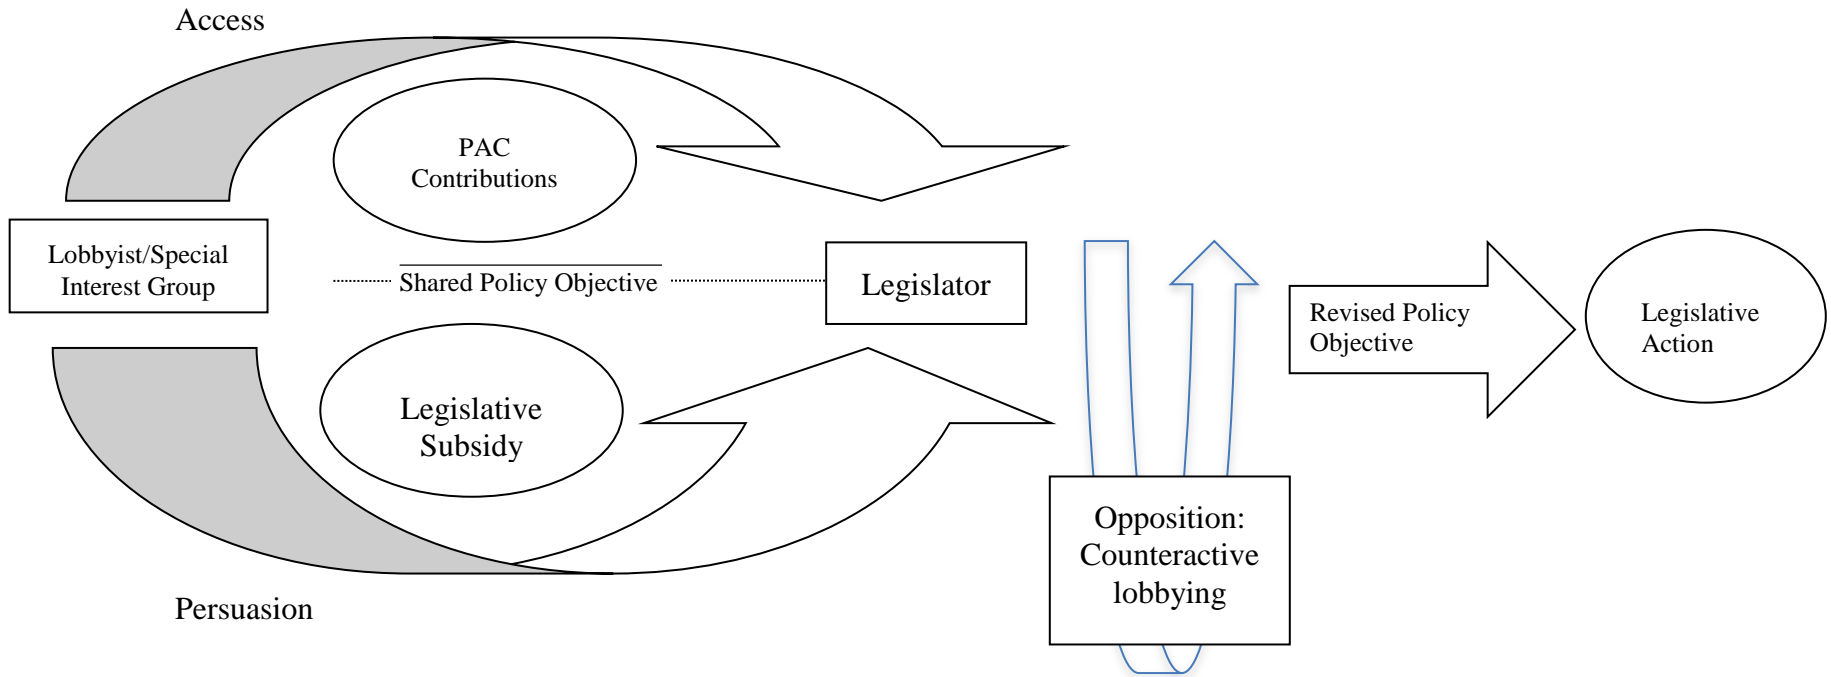 Access
PAC
Contributions
Lobbyist/Special
Interest Group
Shared Policy Objective
Legislator
Legislative
Subsidy
Persuasion
Opposition:
Counteractive
lobbying
Revised Policy
Objective
Legislative
Action